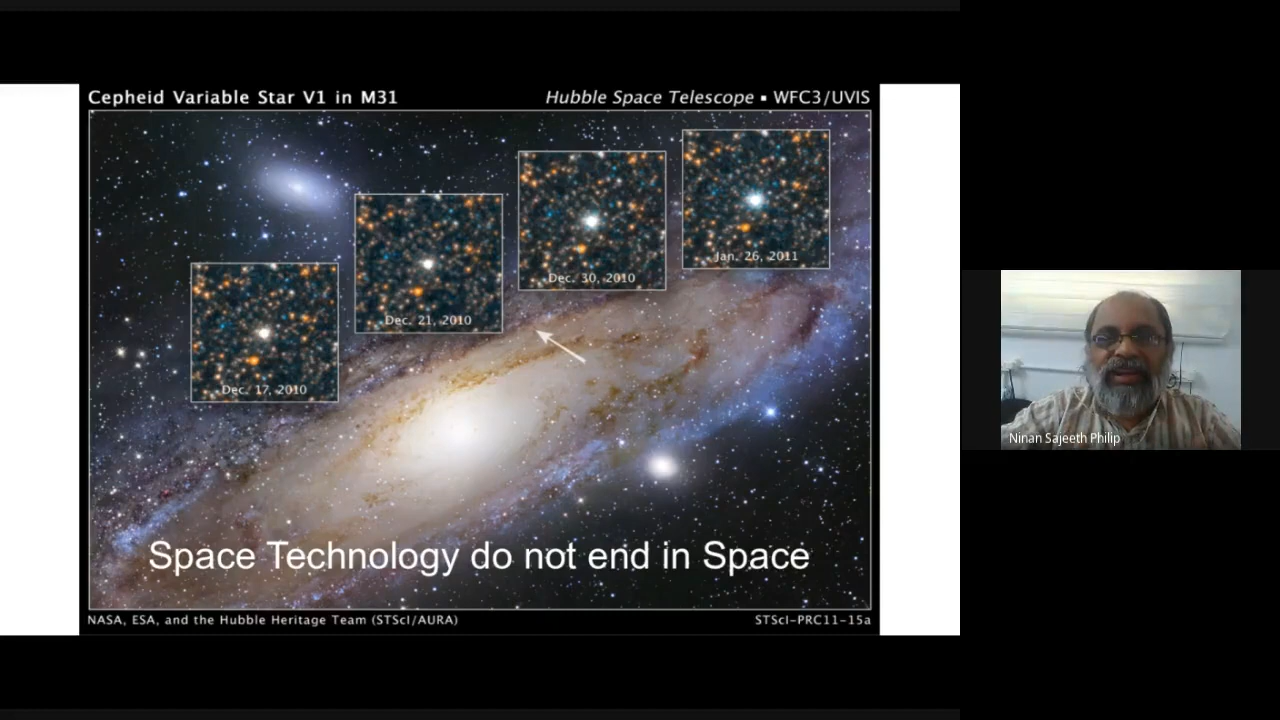 Cepheid Variable Star V1 in M31
Hubble Space Telescope ▪ WFC3/UVIS
Jan. 26, 2011
Dec. 30, 2010
Dec. 21, 2010
Dec. 17, 2010
Space Technology do not end in Space
NASA, ESA, and the Hubble Heritage Team (STScI/AURA)
STScI-PRC11-15a
Ninan Sajeeth Philip